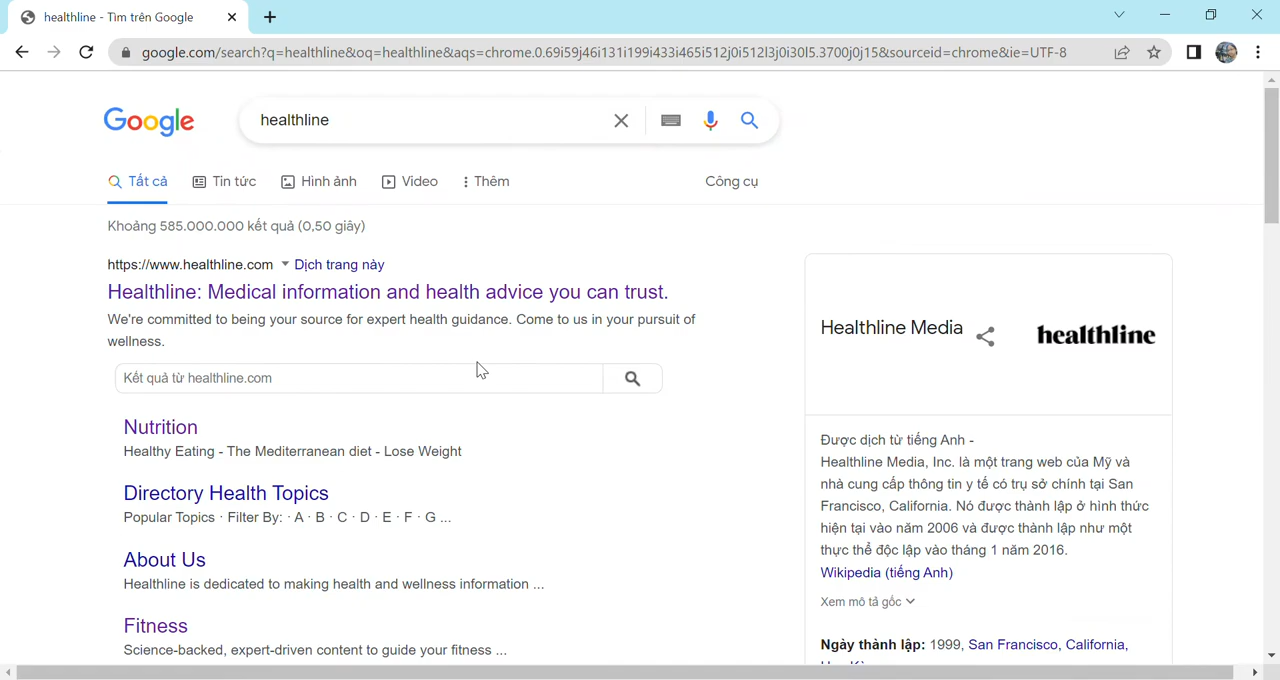 healthline - Tìm trên Google
google.com/search?q=healthline&oq=healthline&aqs=chrome.0.69i59j46i131i199i433i465i512j0i512l3j0i30l5.3700j0j15&sourceid=chrome&ie=UTF-8
Google
healthline
Tất cả
Tin tức
Hình ảnh
Video
Thêm
Công cụ
Khoảng 585.000.000 kết quả (0,50 giây)
https://www.healthline.com Dịch trang này
Healthline: Medical information and health advice you can trust.
We're committed to being your source for expert health guidance. Come to us in your pursuit of
wellness.
Kết quả từ healthline.com
Nutrition
Healthy Eating - The Mediterranean diet - Lose Weight
Directory Health Topics
Popular Topics · Filter By: · A · B · C · D · E · F · G ...
About Us
Healthline is dedicated to making health and wellness information ...
Fitness
Science-backed, expert-driven content to guide your fitness ...
Healthline Media
healthline
Được dịch từ tiếng Anh -
Healthline Media, Inc. là một trang web của Mỹ và
nhà cung cấp thông tin y tế có trụ sở chính tại San
Francisco, California. Nó được thành lập ở hình thức
hiện tại vào năm 2006 và được thành lập như một
thực thể độc lập vào tháng 1 năm 2016.
Wikipedia (tiếng Anh)
Xem mô tả gốc
Ngày thành lập: 1999, San Francisco, California,